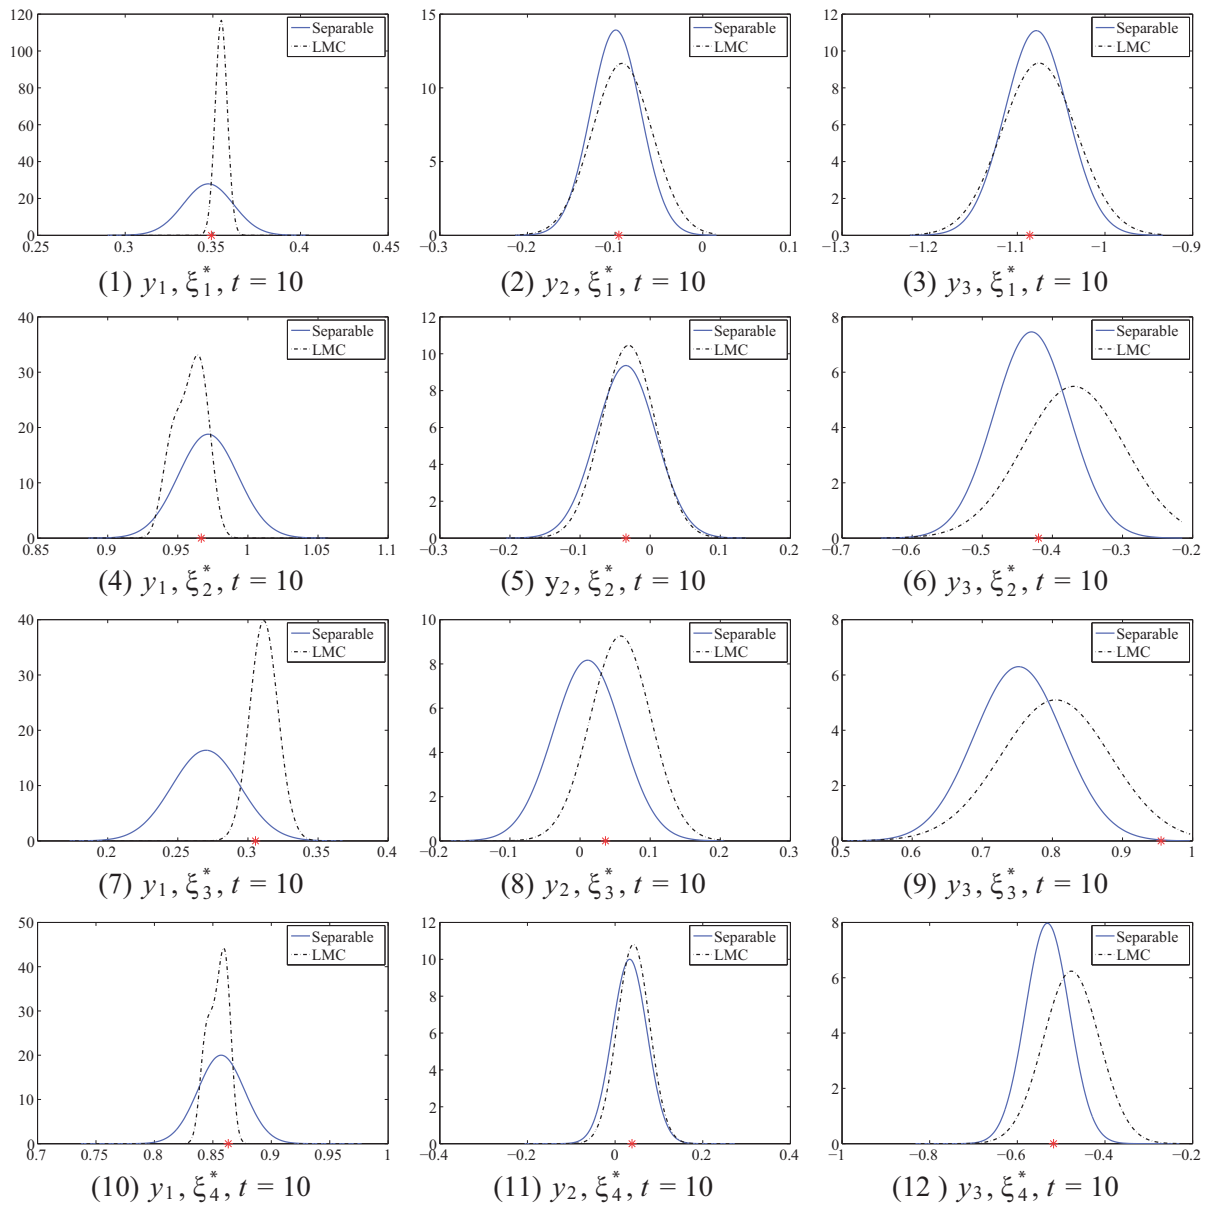 120
100
80
60
40
20
0
0.25 0.3 0.35 0.4 0.45
Separable
LMC
(1) y₁, ξ₁*, t = 10
15
10
5
0
−0.3 −0.2 −0.1 0 0.1
Separable
LMC
(2) y₂, ξ₁*, t = 10
12
10
8
6
4
2
0
−1.3 −1.2 −1.1 −1 −0.9
Separable
LMC
(3) y₃, ξ₁*, t = 10
40
30
20
10
0
0.85 0.9 0.95 1 1.05 1.1
Separable
LMC
(4) y₁, ξ₂*, t = 10
12
10
8
6
4
2
0
−0.3 −0.2 −0.1 0 0.1 0.2
Separable
LMC
(5) y₂, ξ₂*, t = 10
8
6
4
2
0
−0.7 −0.6 −0.5 −0.4 −0.3 −0.2
Separable
LMC
(6) y₃, ξ₂*, t = 10
40
30
20
10
0
0.2 0.25 0.3 0.35 0.4
Separable
LMC
(7) y₁, ξ₃*, t = 10
10
8
6
4
2
0
−0.2 −0.1 0 0.1 0.2 0.3
Separable
LMC
(8) y₂, ξ₃*, t = 10
8
6
4
2
0
0.5 0.6 0.7 0.8 0.9 1
Separable
LMC
(9) y₃, ξ₃*, t = 10
50
40
30
20
10
0
0.7 0.75 0.8 0.85 0.9 0.95 1
Separable
LMC
(10) y₁, ξ₄*, t = 10
12
10
8
6
4
2
0
−0.4 −0.2 0 0.2 0.4
Separable
LMC
(11) y₂, ξ₄*, t = 10
8
6
4
2
0
−1 −0.8 −0.6 −0.4 −0.2
Separable
LMC
(12 ) y₃, ξ₄*, t = 10